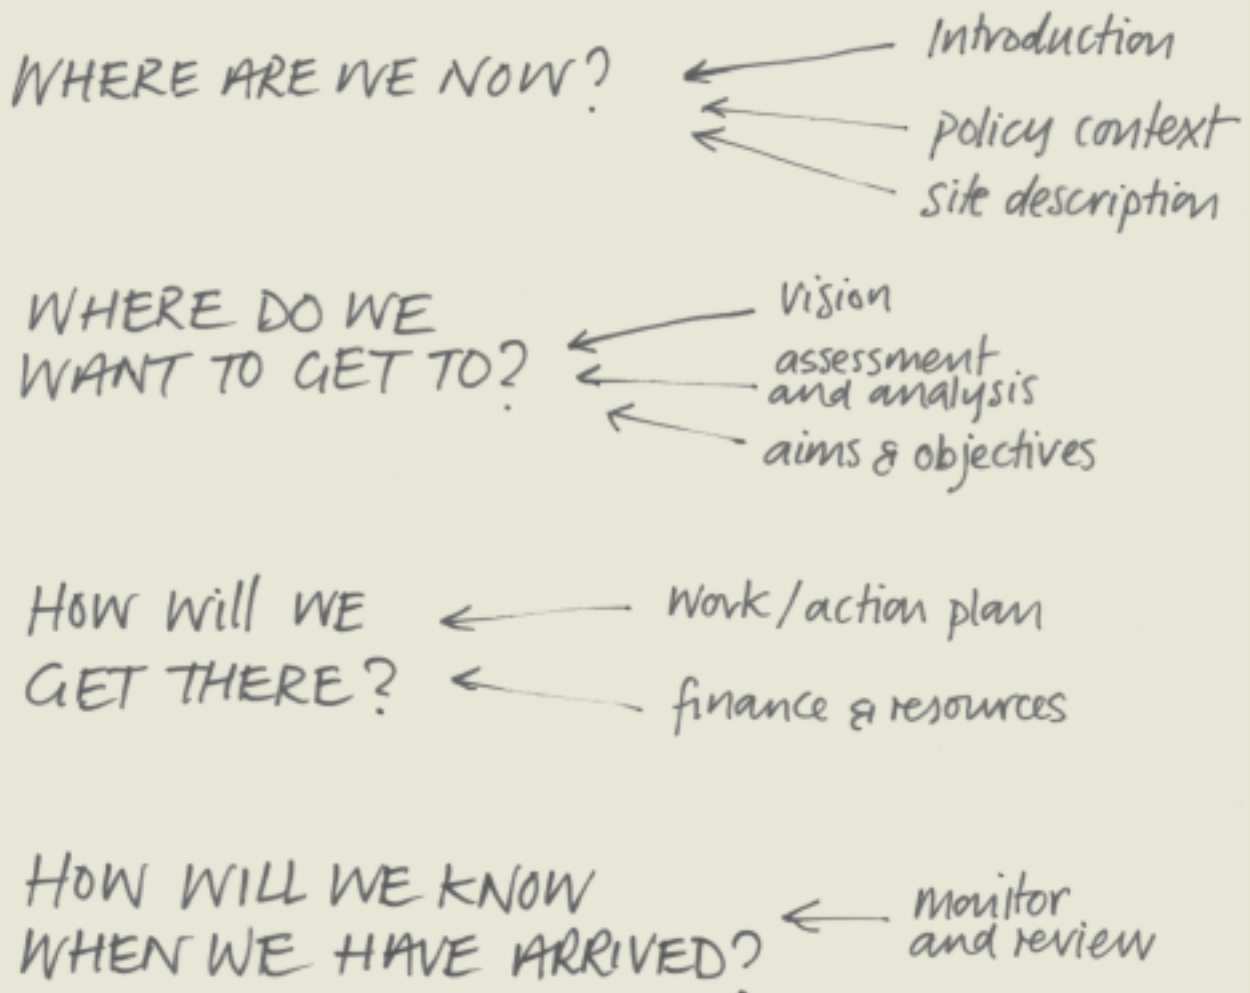 WHERE ARE WE NOW?
Introduction
policy context
site description
WHERE DO WE
WANT TO GET TO?
vision
assessment
and analysis
aims & objectives
HOW Will WE
GET THERE?
work/action plan
finance & resources
HOW WILL WE KNOW
WHEN WE HAVE ARRIVED?
monitor
and review